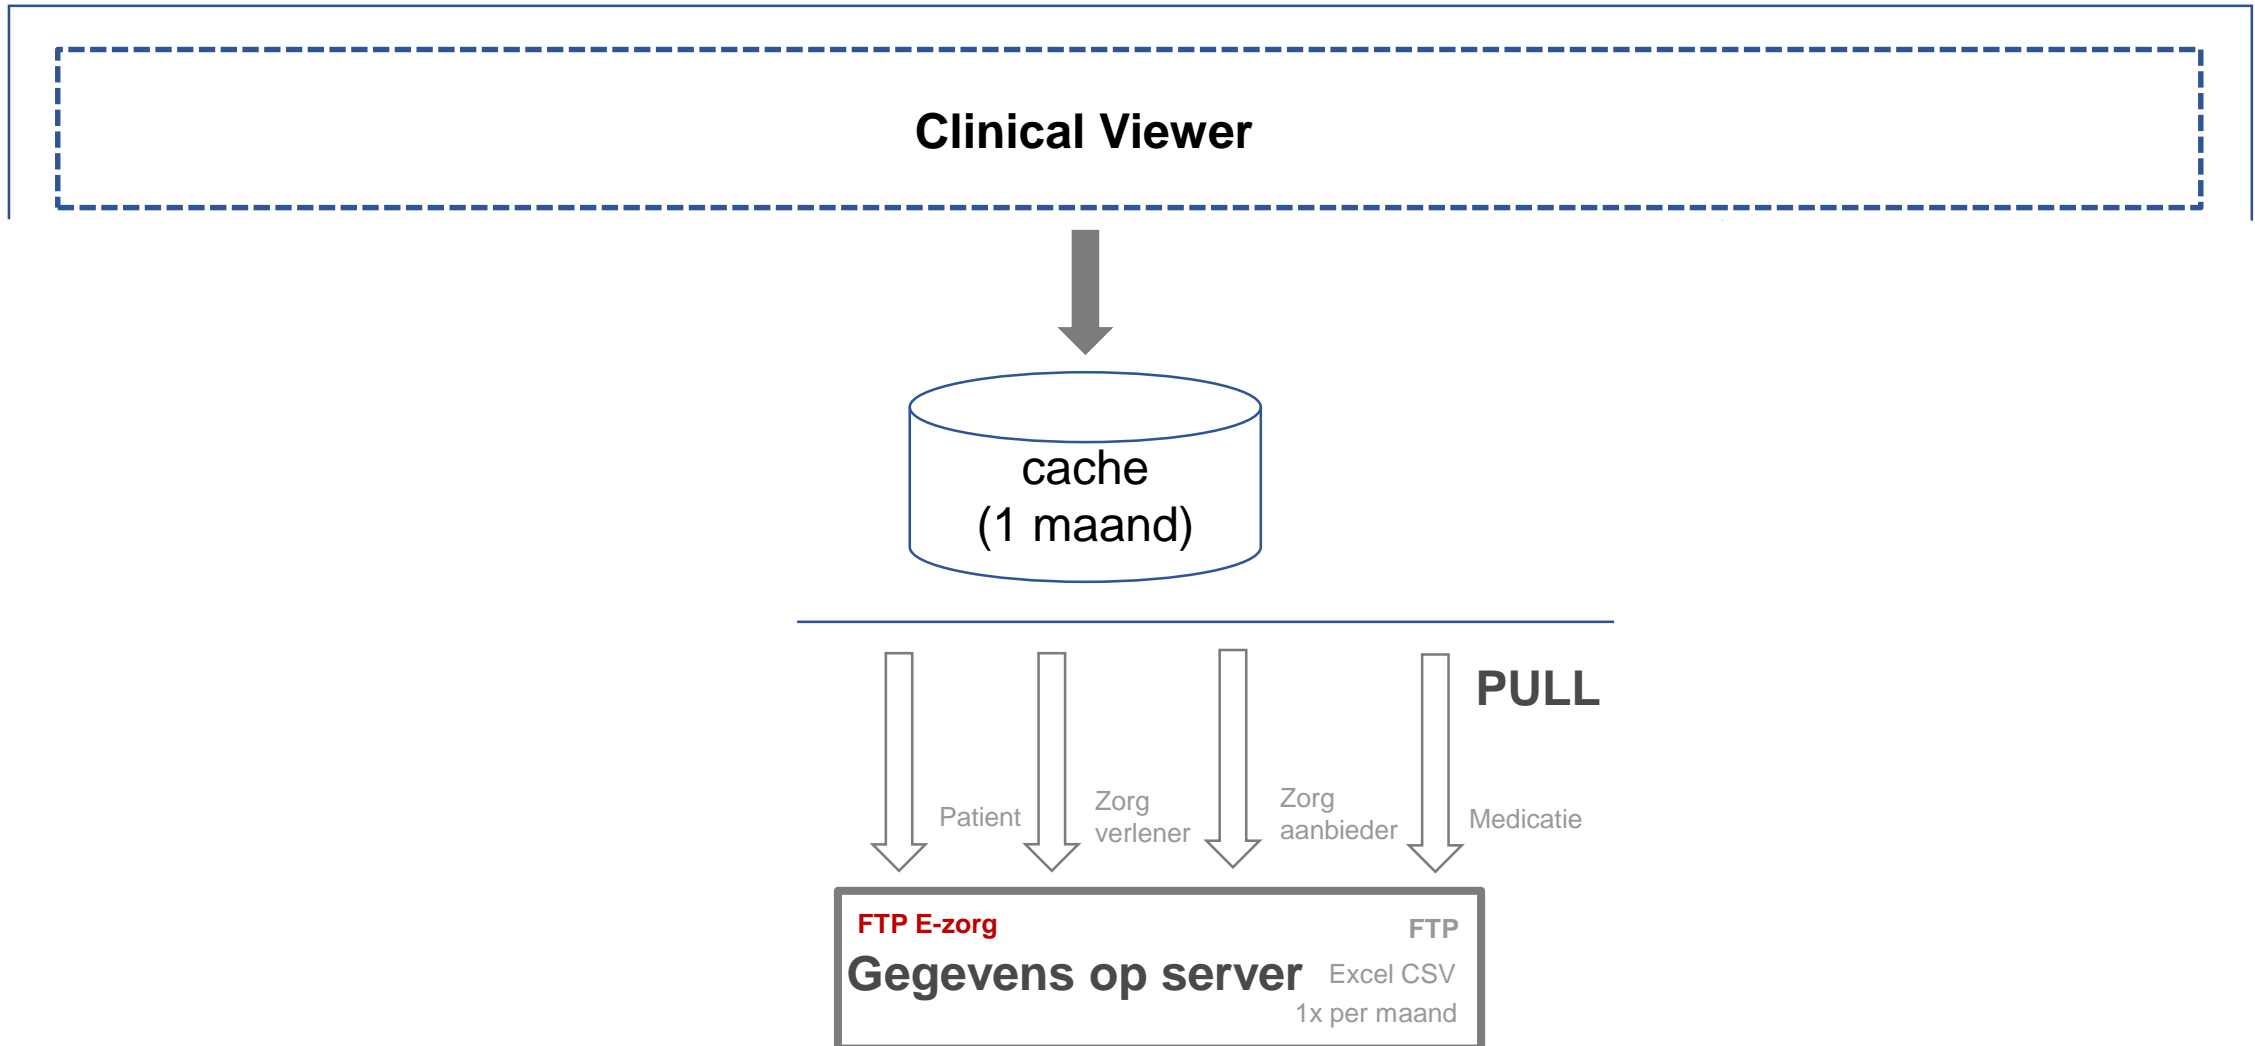 Clinical Viewer
cache
(1 maand)
PULL
Patient
Zorg
verlener
Zorg
aanbieder
Medicatie
FTP E-zorg
FTP
Gegevens op server
Excel CSV
1x per maand